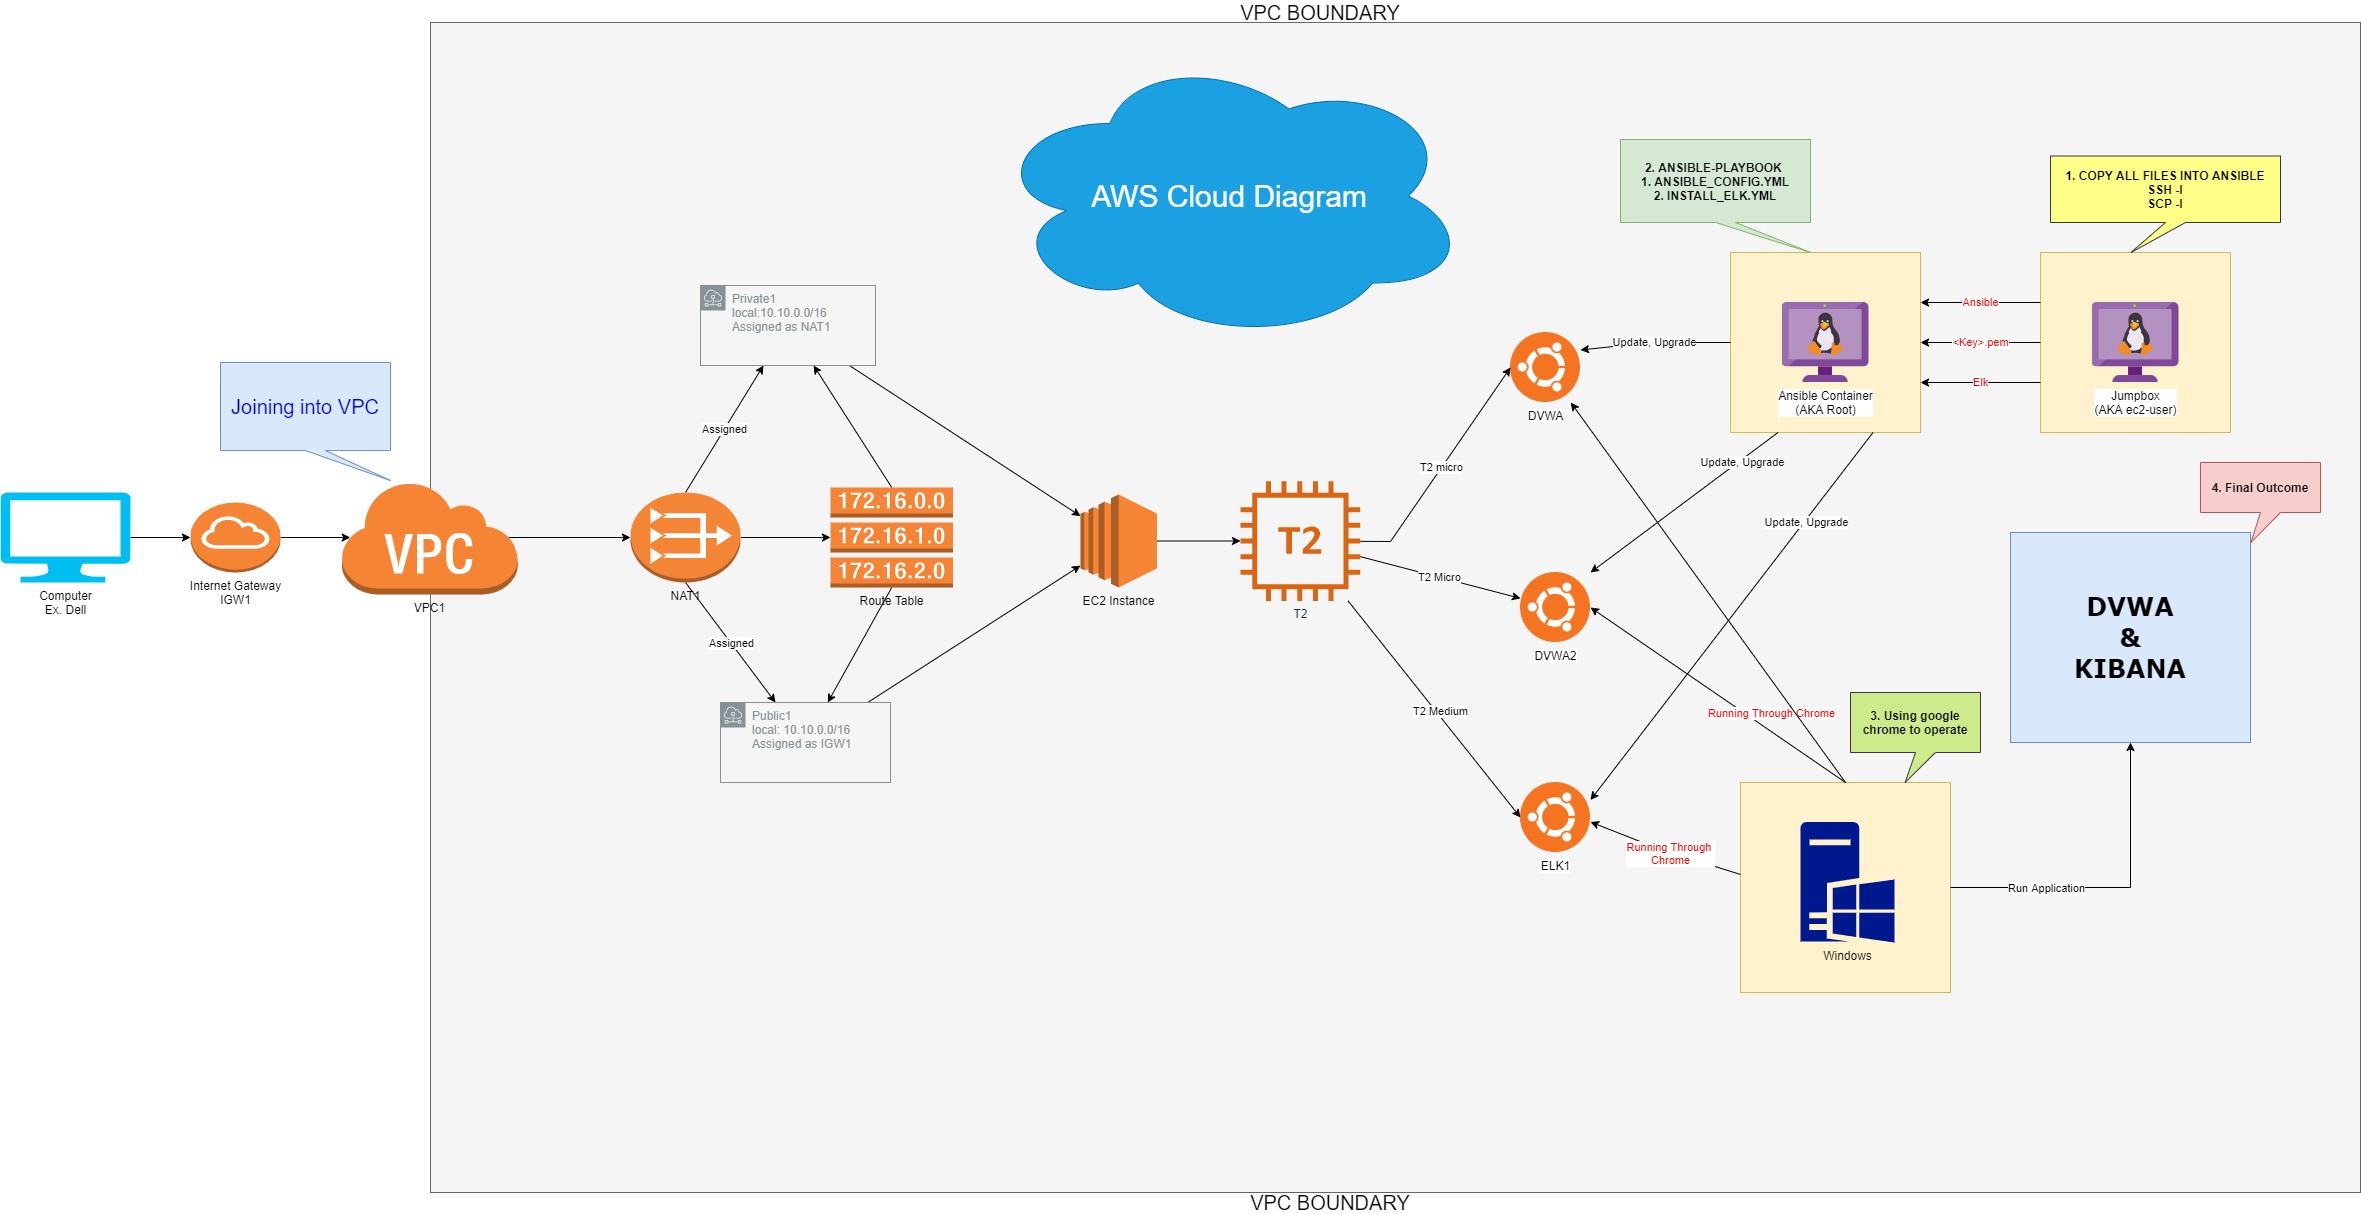 VPC BOUNDARY
AWS Cloud Diagram
2. ANSIBLE-PLAYBOOK
1. ANSIBLE_CONFIG.YML
2. INSTALL_ELK.YML
1. COPY ALL FILES INTO ANSIBLE
SSH -I
SCP -I
Private1
local:10.10.0.0/16
Assigned as NAT1
Joining into VPC
Assigned
Update, Upgrade
Ansible
<Key>.pem
Elk
Ansible Container
(AKA Root)
Jumpbox
(AKA ec2-user)
DVWA
T2 micro
Update, Upgrade
4. Final Outcome
Computer
Ex. Dell
Internet Gateway
IGW1
VPC
VPC1
NAT1
172.16.0.0
172.16.1.0
172.16.2.0
Route Table
EC2 Instance
T2
T2
T2 Micro
DVWA2
Update, Upgrade
DVWA
&
KIBANA
Assigned
Public1
local: 10.10.0.0/16
Assigned as IGW1
T2 Medium
Running Through Chrome
3. Using google
chrome to operate
ELK1
Running Through
Chrome
Windows
Run Application
VPC BOUNDARY